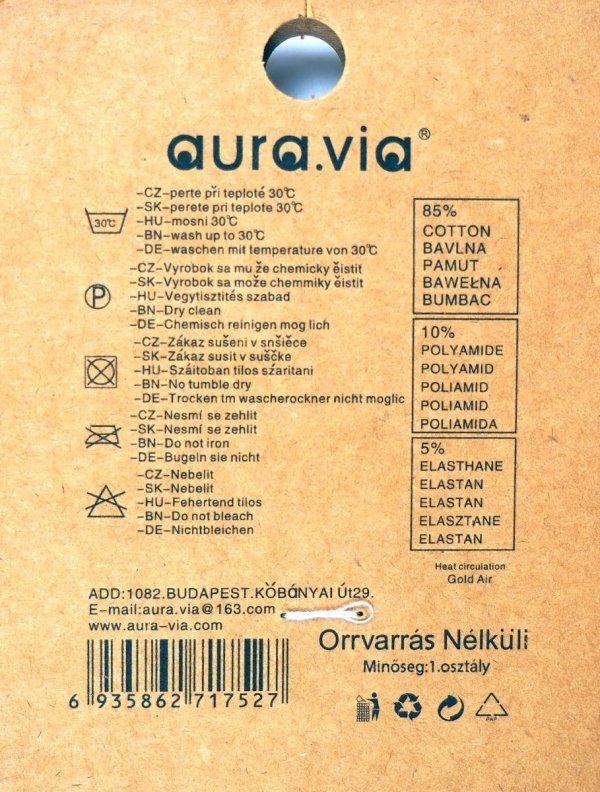 aura.via®
30℃
-CZ-perte při teploté 30℃
-SK-perete pri teplote 30℃
-HU-mosni 30℃
-BN-wash up to 30℃
-DE-waschen mit temperature von 30℃
P
-CZ-Vyrobok sa mu že chemicky ěistit
-SK-Vyrobok sa može chemmiky ěistit
-HU-Vegytisztités szabad
-BN-Dry clean
-DE-Chemisch reinigen mog lich
-CZ-Zákaz sušeni v snšiěce
-SK-Zákaz susit v suščke
-HU-Száitoban tilos szaritani
-BN-No tumble dry
-DE-Trocken tm wascherockner nicht moglic
-CZ-Nesmí se zehlit
-SK-Nesmí se zehlit
-BN-Do not iron
-DE-Bugeln sie nicht
-CZ-Nebelit
-SK-Nebelit
-HU-Fehertend tilos
-BN-Do not bleach
-DE-Nichtbleichen
85%
COTTON
BAVLNA
PAMUT
BAWEŁNA
BUMBAC
10%
POLYAMIDE
POLYAMID
POLIAMID
POLIAMID
POLIAMIDA
5%
ELASTHANE
ELASTAN
ELASTAN
ELASZTANE
ELASTAN
Heat circulation
Gold Air
ADD:1082.BUDAPEST.KŐBáNYAI Út29.
E-mail:aura.via@163.com
www.aura-via.com
6 935862 717527
Orrvarrás Nélküli
Minőseg:1.osztály
PAP